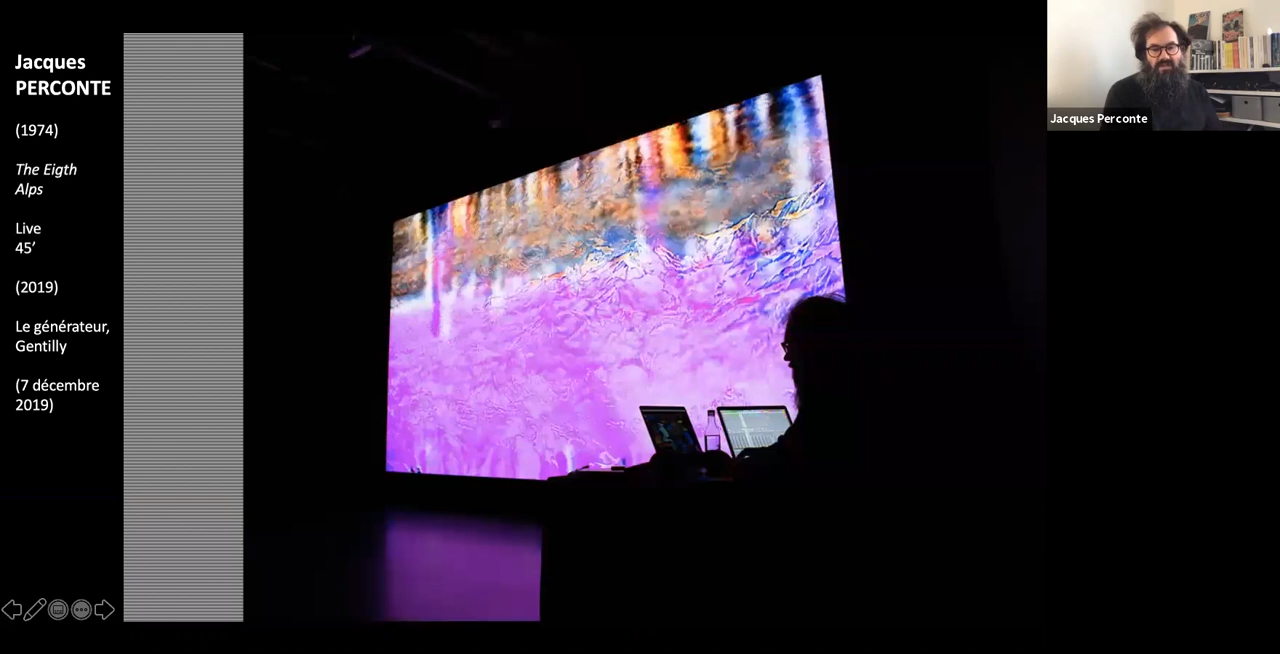 Jacques
PERCONTE
(1974)
The Eigth
Alps
Live
45’
(2019)
Le générateur,
Gentilly
(7 décembre
2019)
Jacques Perconte